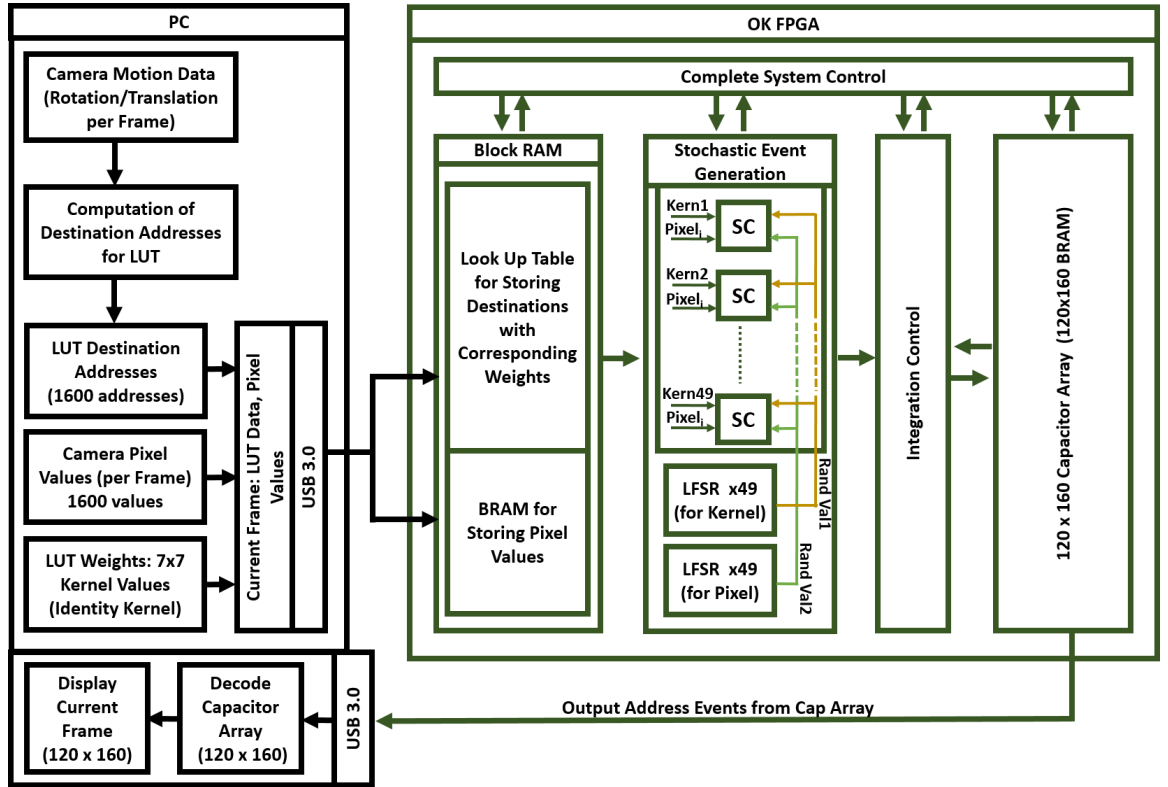 PC
Camera Motion Data
(Rotation/Translation
per Frame)
Computation of
Destination Addresses
for LUT
LUT Destination
Addresses
(1600 addresses)
Camera Pixel
Values (per Frame)
1600 values
LUT Weights: 7x7
Kernel Values
(Identity Kernel)
Current Frame: LUT Data, Pixel
Values
USB 3.0
Display
Current
Frame
(120 x 160)
Decode
Capacitor
Array
(120 x 160)
USB 3.0
OK FPGA
Complete System Control
Block RAM
Look Up Table
for Storing
Destinations
with
Corresponding
Weights
BRAM for
Storing Pixel
Values
Stochastic Event
Generation
Kern1
Pixeli
SC
Kern2
Pixeli
SC
Kern49
Pixeli
SC
LFSR x49
(for Kernel)
LFSR x49
(for Pixel)
Rand Val1
Rand Val2
Integration Control
120 x 160 Capacitor Array (120x160 BRAM)
Output Address Events from Cap Array